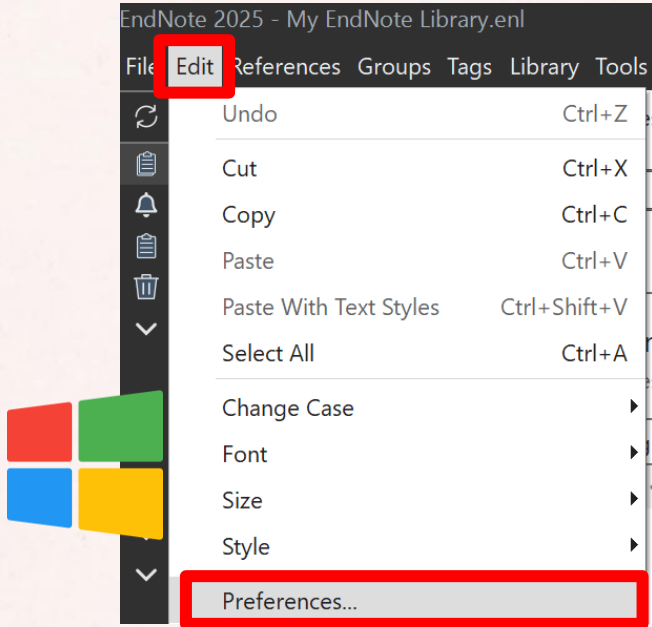 EndNote 2025 - My EndNote Library.enl
File Edit References Groups Tags Library Tools
Undo Ctrl+Z
Cut Ctrl+X
Copy Ctrl+C
Paste Ctrl+V
Paste With Text Styles Ctrl+Shift+V
Select All Ctrl+A
Change Case
Font
Size
Style
Preferences...